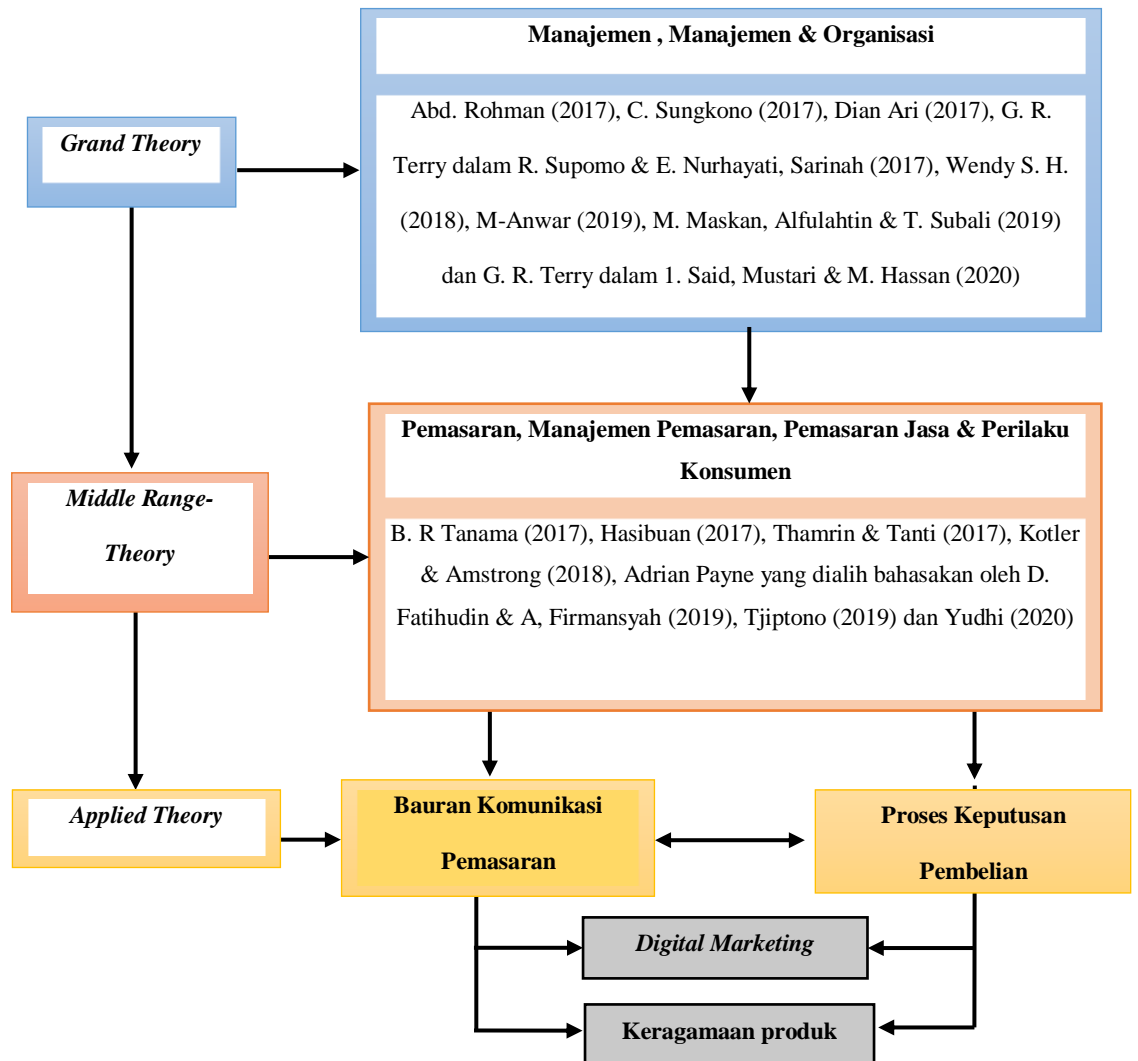 Manajemen , Manajemen & Organisasi
Grand Theory
Abd. Rohman (2017), C. Sungkono (2017), Dian Ari (2017), G. R.
Terry dalam R. Supomo & E. Nurhayati, Sarinah (2017), Wendy S. H.
(2018), M-Anwar (2019), M. Maskan, Alfulahtin & T. Subali (2019)
dan G. R. Terry dalam 1. Said, Mustari & M. Hassan (2020)
Pemasaran, Manajemen Pemasaran, Pemasaran Jasa & Perilaku
Konsumen
Middle Range-
Theory
B. R Tanama (2017), Hasibuan (2017), Thamrin & Tanti (2017), Kotler
& Amstrong (2018), Adrian Payne yang dialih bahasakan oleh D.
Fatihudin & A, Firmansyah (2019), Tjiptono (2019) dan Yudhi (2020)
Applied Theory
Bauran Komunikasi
Pemasaran
Proses Keputusan
Pembelian
Digital Marketing
Keragamaan produk